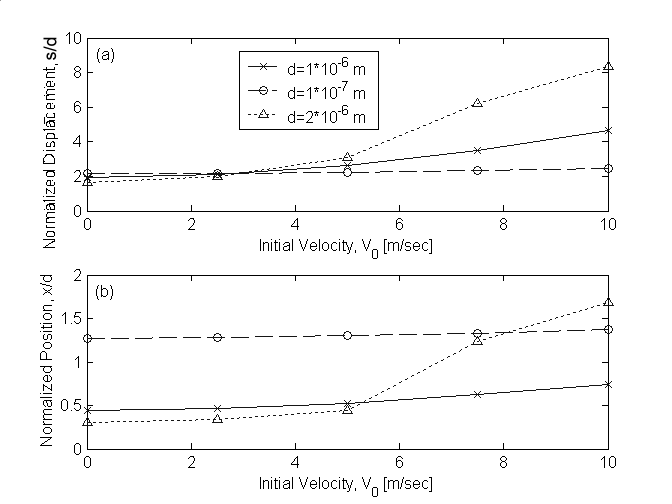 (a)
Normalized Displacement, s/d
10
8
6
4
2
0
d=1*10^-6 m
d=1*10^-7 m
d=2*10^-6 m
0 2 4 6 8 10
Initial Velocity, V_0 [m/sec]
(b)
Normalized Position, x/d
2
1.5
1
0.5
0
0 2 4 6 8 10
Initial Velocity, V_0 [m/sec]